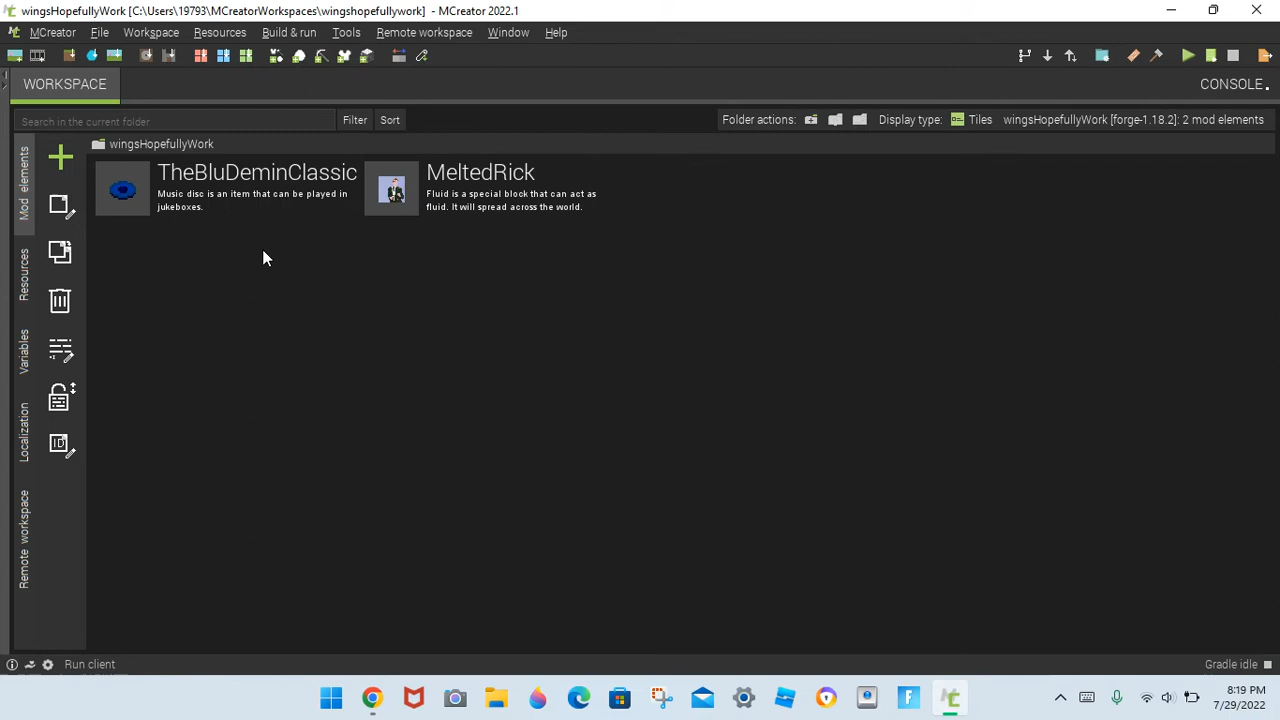 wingsHopefullyWork [C:\Users\19793\MCreatorWorkspaces\wingshopefullywork] - MCreator 2022.1
MCreator File Workspace Resources Build & run Tools Remote workspace Window Help
WORKSPACE
CONSOLE
Search in the current folder
Filter
Sort
Folder actions:
Display type:
Tiles
wingsHopefullyWork [forge-1.18.2]: 2 mod elements
Mod elements
Resources
Variables
Localization
Remote workspace
wingsHopefullyWork
TheBluDeminClassic
Music disc is an item that can be played in
jukeboxes.
MeltedRick
Fluid is a special block that can act as
fluid. It will spread across the world.
ID
Run client
Gradle idle
8:19 PM
7/29/2022